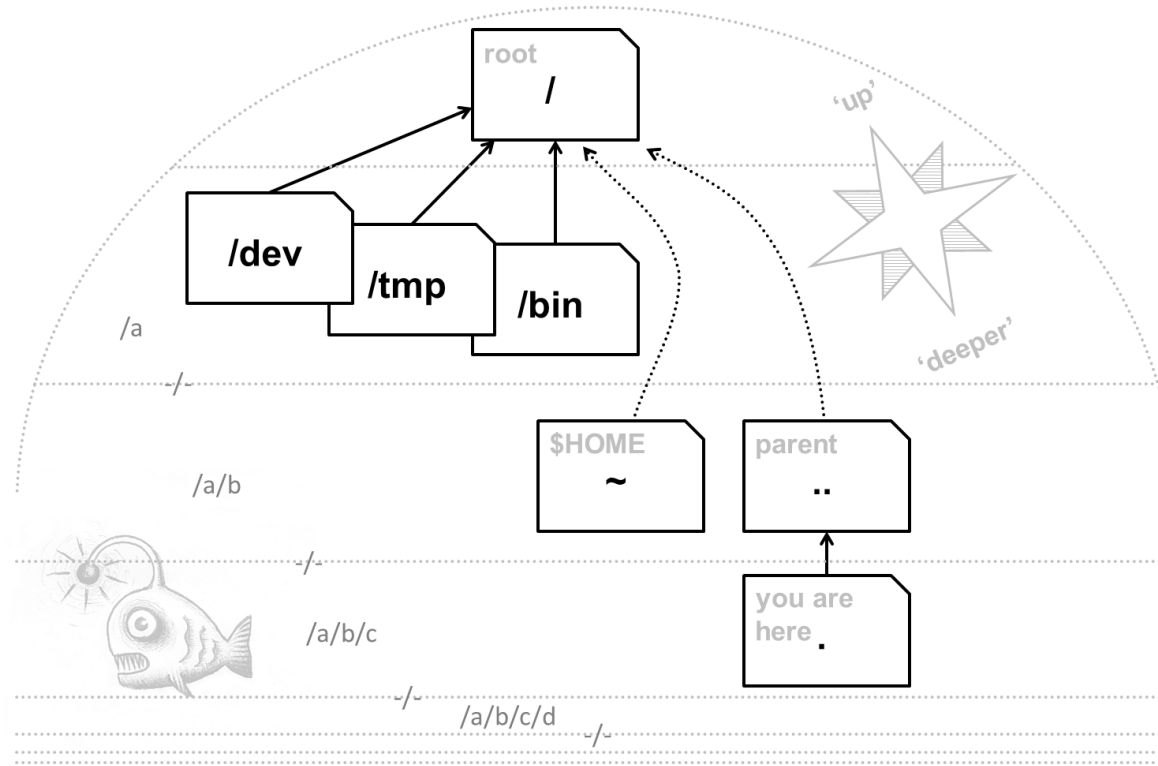 root
/
'up'
/dev
/tmp
/bin
/a
'deeper'
-/-
$HOME
~
parent
..
/a/b
-/-
you are
here .
/a/b/c
-/-
/a/b/c/d
-/-